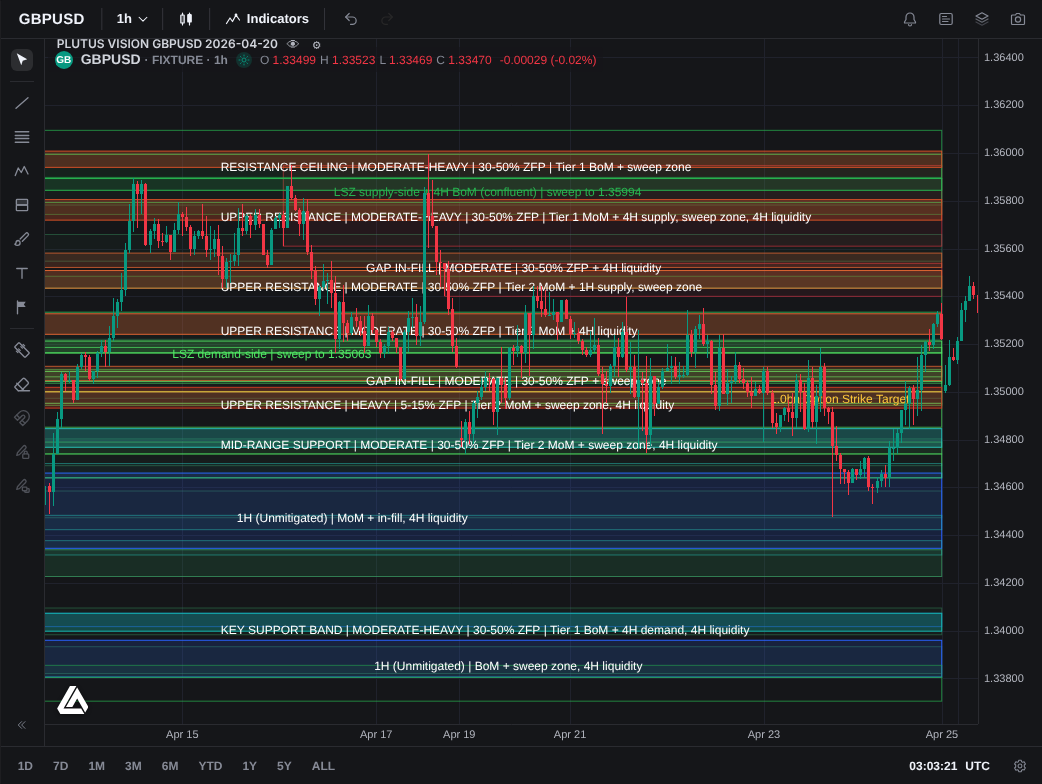 GBPUSD 1h Indicators
PLUTUS VISION GBPUSD 2026-04-20
GB GBPUSD · FIXTURE · 1h O 1.33499 H 1.33523 L 1.33469 C 1.33470 -0.00029 (-0.02%)
1.36400
1.36200
1.36000
RESISTANCE CEILING | MODERATE-HEAVY | 30-50% ZFP | Tier 1 BoM + sweep zone
LSZ supply-side + 4H BoM (confluent) | sweep to 1.35994
1.35800
UPPER RESISTANCE | MODERATE-HEAVY | 30-50% ZFP | Tier 1 MoM + 4H supply, sweep zone, 4H liquidity
1.35600
GAP IN-FILL | MODERATE | 30-50% ZFP + 4H liquidity
UPPER RESISTANCE | MODERATE | 30-50% ZFP | Tier 2 MoM + 1H supply, sweep zone
1.35400
UPPER RESISTANCE | MODERATE | 30-50% ZFP | Tier MoM + 4H liquidity
1.35200
LSZ demand-side | sweep to 1.35063
GAP IN-FILL | MODERATE | 30-50% ZFP + sweep zone
1.35000
1.0bn Option Strike Target
UPPER RESISTANCE | HEAVY | 5-15% ZFP | Tier 2 MoM + sweep zone, 4H liquidity
1.34800
MID-RANGE SUPPORT | MODERATE | 30-50% ZFP | Tier 2 MoM + sweep zone, 4H liquidity
1.34600
1H (Unmitigated) | MoM + in-fill, 4H liquidity
1.34400
1.34200
1.34000
KEY SUPPORT BAND | MODERATE-HEAVY | 30-50% ZFP | Tier 1 BoM + 4H demand, 4H liquidity
1H (Unmitigated) | BoM + sweep zone, 4H liquidity
1.33800
Apr 15 Apr 17 Apr 19 Apr 21 Apr 23 Apr 25
1D 7D 1M 3M 6M YTD 1Y 5Y ALL 03:03:21 UTC